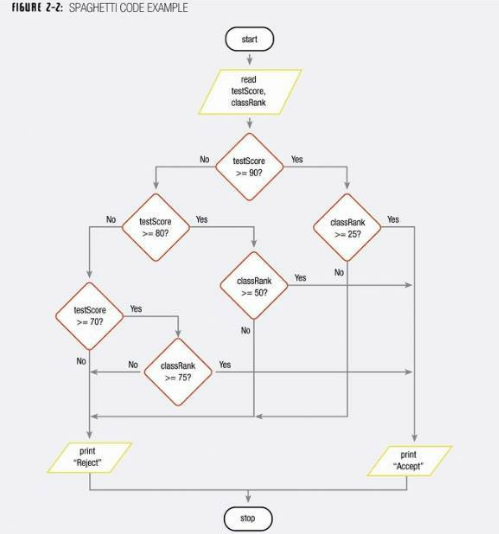 FIGURE 2-2: SPAGHETTI CODE EXAMPLE
start
read
testScore,
classRank
No
testScore
>= 90?
Yes
No
testScore
>= 80?
Yes
classRank
>= 25?
Yes
No
classRank
>= 50?
Yes
No
testScore
>= 70?
Yes
No
No
classRank
>= 75?
Yes
print
"Reject"
print
"Accept"
stop